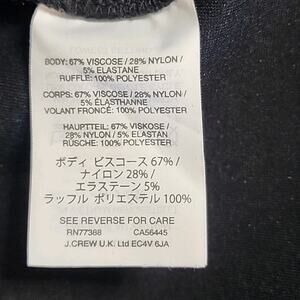 BODY: 67% VISCOSE / 28% NYLON /
5% ELASTANE
RUFFLE: 100% POLYESTER
CORPS: 67% VISCOSE / 28% NYLON /
5% ÉLASTHANNE
VOLANT FRONCÉ: 100% POLYESTER
HAUPTTEIL: 67% VISKOSE /
28% NYLON / 5% ELASTAN
RÜSCHE: 100% POLYESTER
ボディ ビスコース 67% /
ナイロン 28% /
エラステーン 5%
ラッフル ポリエステル 100%
SEE REVERSE FOR CARE
RN77388 CA56445
J.CREW U.K. Ltd EC4V 6JA